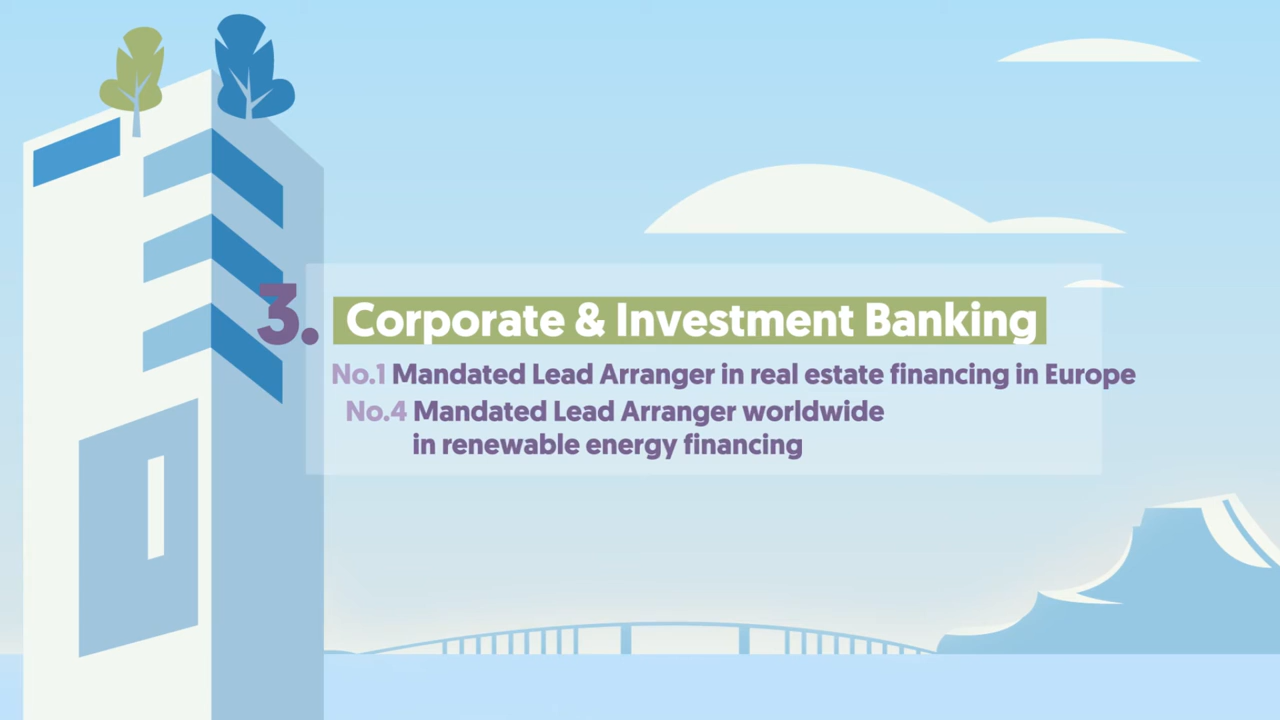 3. Corporate & Investment Banking
No.1 Mandated Lead Arranger in real estate financing in Europe
No.4 Mandated Lead Arranger worldwide
in renewable energy financing